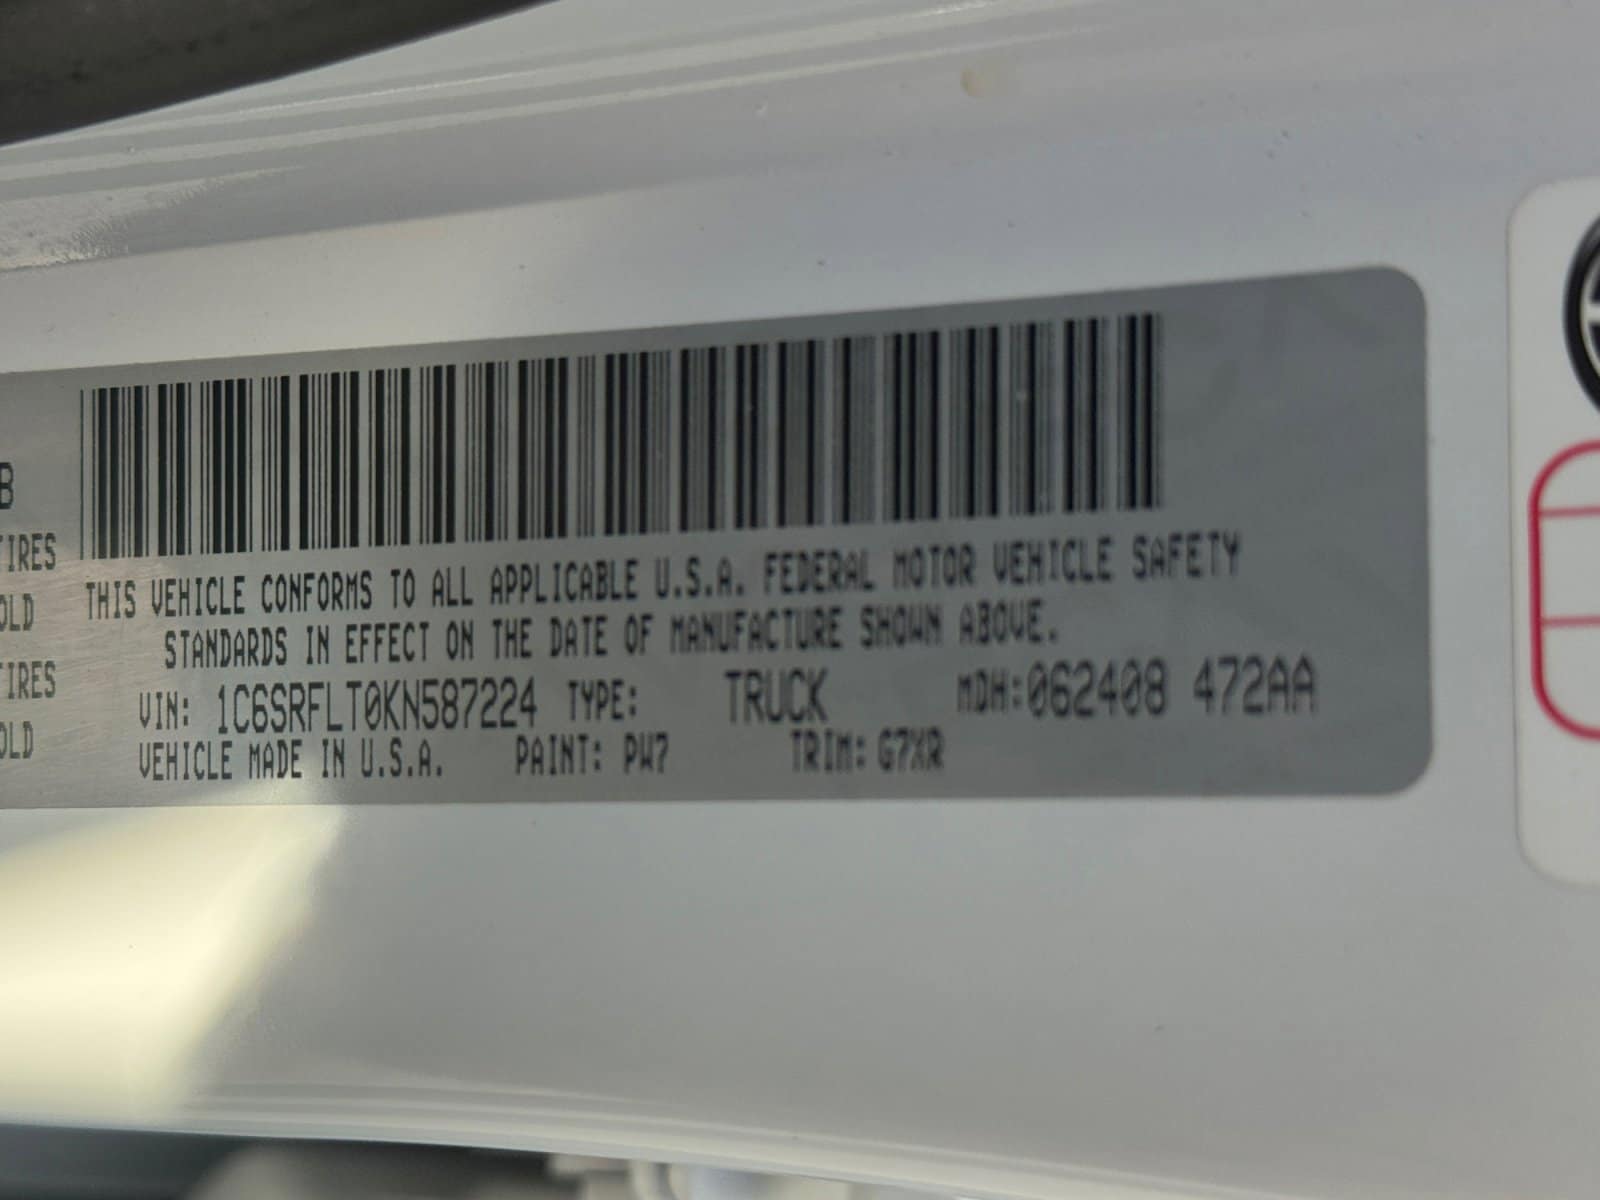 B
TIRES
OLD
TIRES
OLD
THIS VEHICLE CONFORMS TO ALL APPLICABLE U.S.A. FEDERAL MOTOR VEHICLE SAFETY
STANDARDS IN EFFECT ON THE DATE OF MANUFACTURE SHOWN ABOVE.
VIN: 1C6SRFLT0KN587224 TYPE: TRUCK MDH:062408 472AA
VEHICLE MADE IN U.S.A. PAINT: PW7 TRIM: G7XR